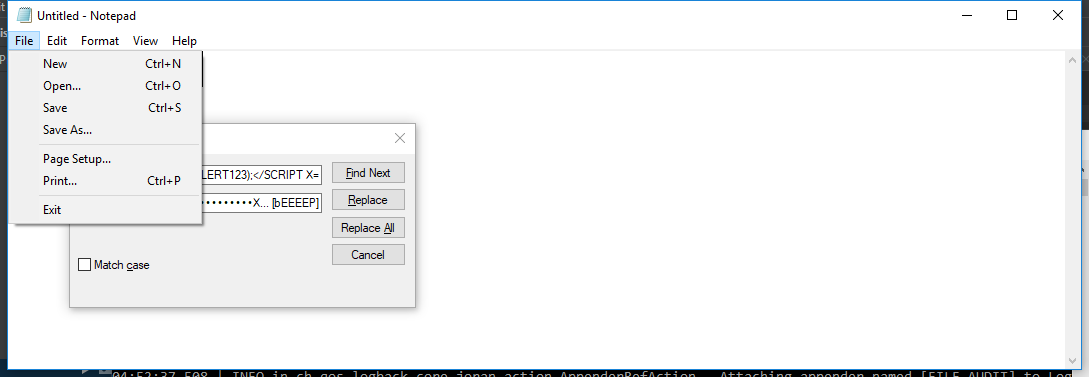 Untitled - Notepad
File Edit Format View Help
New Ctrl+N
Open... Ctrl+O
Save Ctrl+S
Save As...
Page Setup...
Print... Ctrl+P
Exit
LERT123);</SCRIPT X=
Find Next
••••••••••X... [bEEEEP]
Replace
Replace All
Cancel
Match case
04:52:37,508 | INFO in ch.qos.logback.core.joran.action.AppenderRefAction - Attaching appender named [FILE_AUDIT] to Log